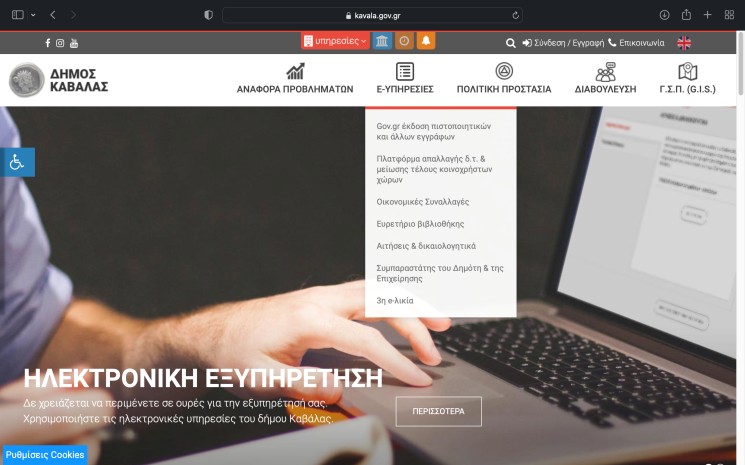 kavala.gov.gr
υπηρεσίες
Σύνδεση / Εγγραφή
Επικοινωνία
ΔΗΜΟΣ
ΚΑΒΑΛΑΣ
ΑΝΑΦΟΡΑ ΠΡΟΒΛΗΜΑΤΩΝ
Ε-ΥΠΗΡΕΣΙΕΣ
ΠΟΛΙΤΙΚΗ ΠΡΟΣΤΑΣΙΑ
ΔΙΑΒΟΥΛΕΥΣΗ
Γ.Σ.Π. (G.I.S.)
Gov.gr έκδοση πιστοποιητικών
και άλλων εγγράφων
Πλατφόρμα απαλλαγής δ.τ. &
μείωσης τέλους κοινοχρήστων
χώρων
Οικονομικές Συναλλαγές
Ευρετήριο βιβλιοθήκης
Αιτήσεις & δικαιολογητικά
Συμπαραστάτης του Δημότη & της
Επιχείρησης
3η e-λικία
ΗΛΕΚΤΡΟΝΙΚΗ ΕΞΥΠΗΡΕΤΗΣΗ
Δε χρειάζεται να περιμένετε σε ουρές για την εξυπηρέτησή σας.
Χρησιμοποιήστε τις ηλεκτρονικές υπηρεσίες του δήμου Καβάλας.
ΠΕΡΙΣΣΟΤΕΡΑ
Ρυθμίσεις Cookies